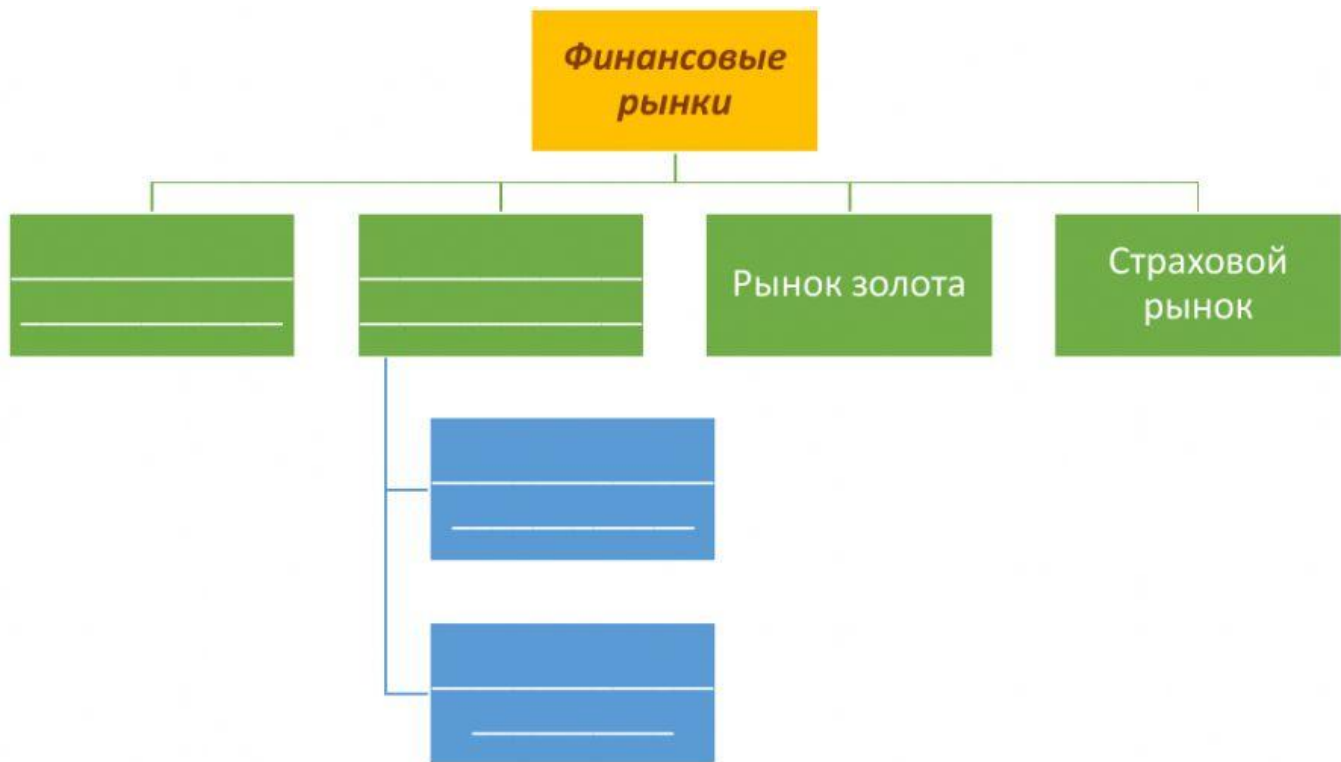 Финансовые
рынки
Рынок золота
Страховой
рынок